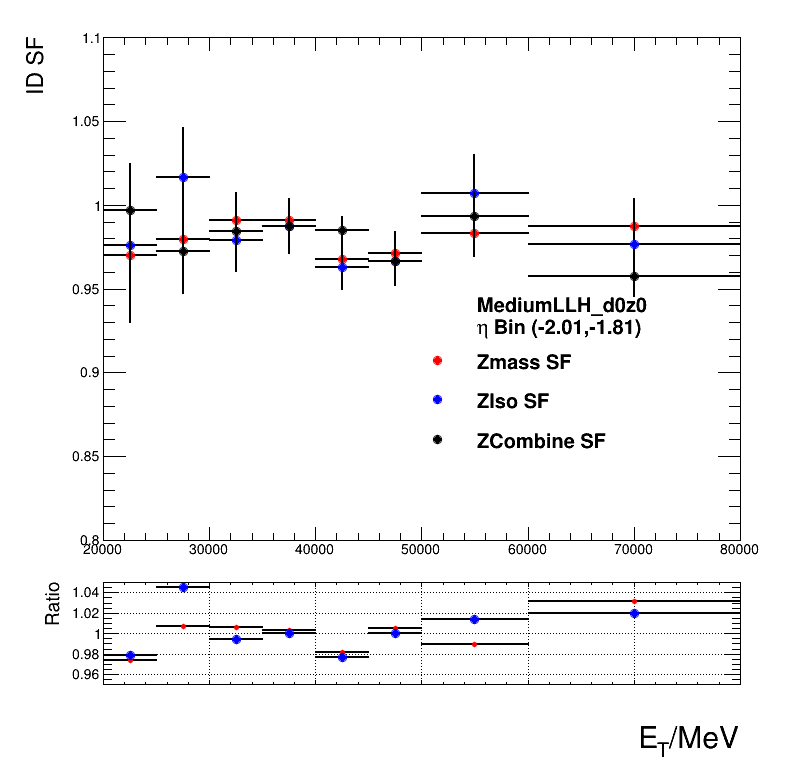 ID SF
1.1
1.05
1
0.95
0.9
0.85
0.8
MediumLLH_d0z0
η Bin (-2.01,-1.81)
Zmass SF
ZIso SF
ZCombine SF
20000 30000 40000 50000 60000 70000 80000
Ratio
1.04
1.02
1
0.98
0.96
E_T/MeV